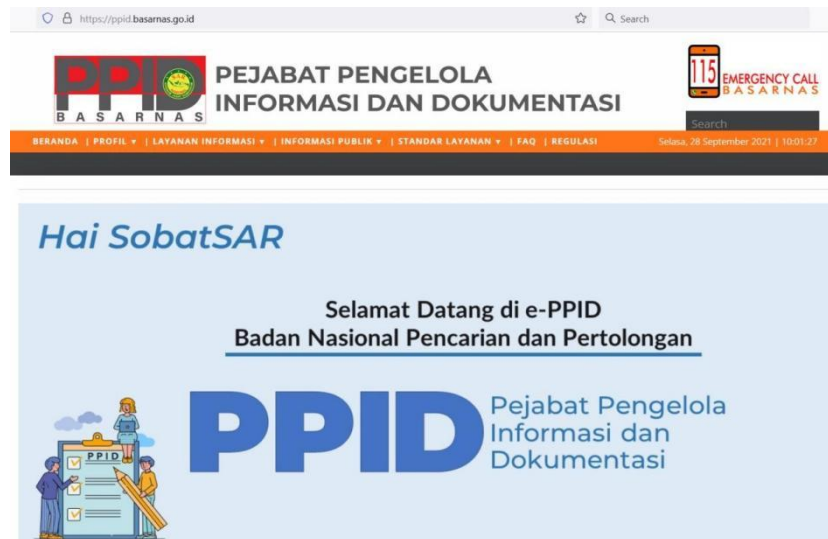 https://ppid.basarnas.go.id
Search
PPID
BASARNAS
PEJABAT PENGELOLA
INFORMASI DAN DOKUMENTASI
115
EMERGENCY CALL
BASARNAS
Search
BERANDA | PROFIL ▾ | LAYANAN INFORMASI ▾ | INFORMASI PUBLIK ▾ | STANDAR LAYANAN ▾ | FAQ | REGULASI
Selasa, 28 September 2021 | 10:01:27
Hai SobatSAR
Selamat Datang di e-PPID
Badan Nasional Pencarian dan Pertolongan
PPID
PPID
Pejabat Pengelola
Informasi dan
Dokumentasi